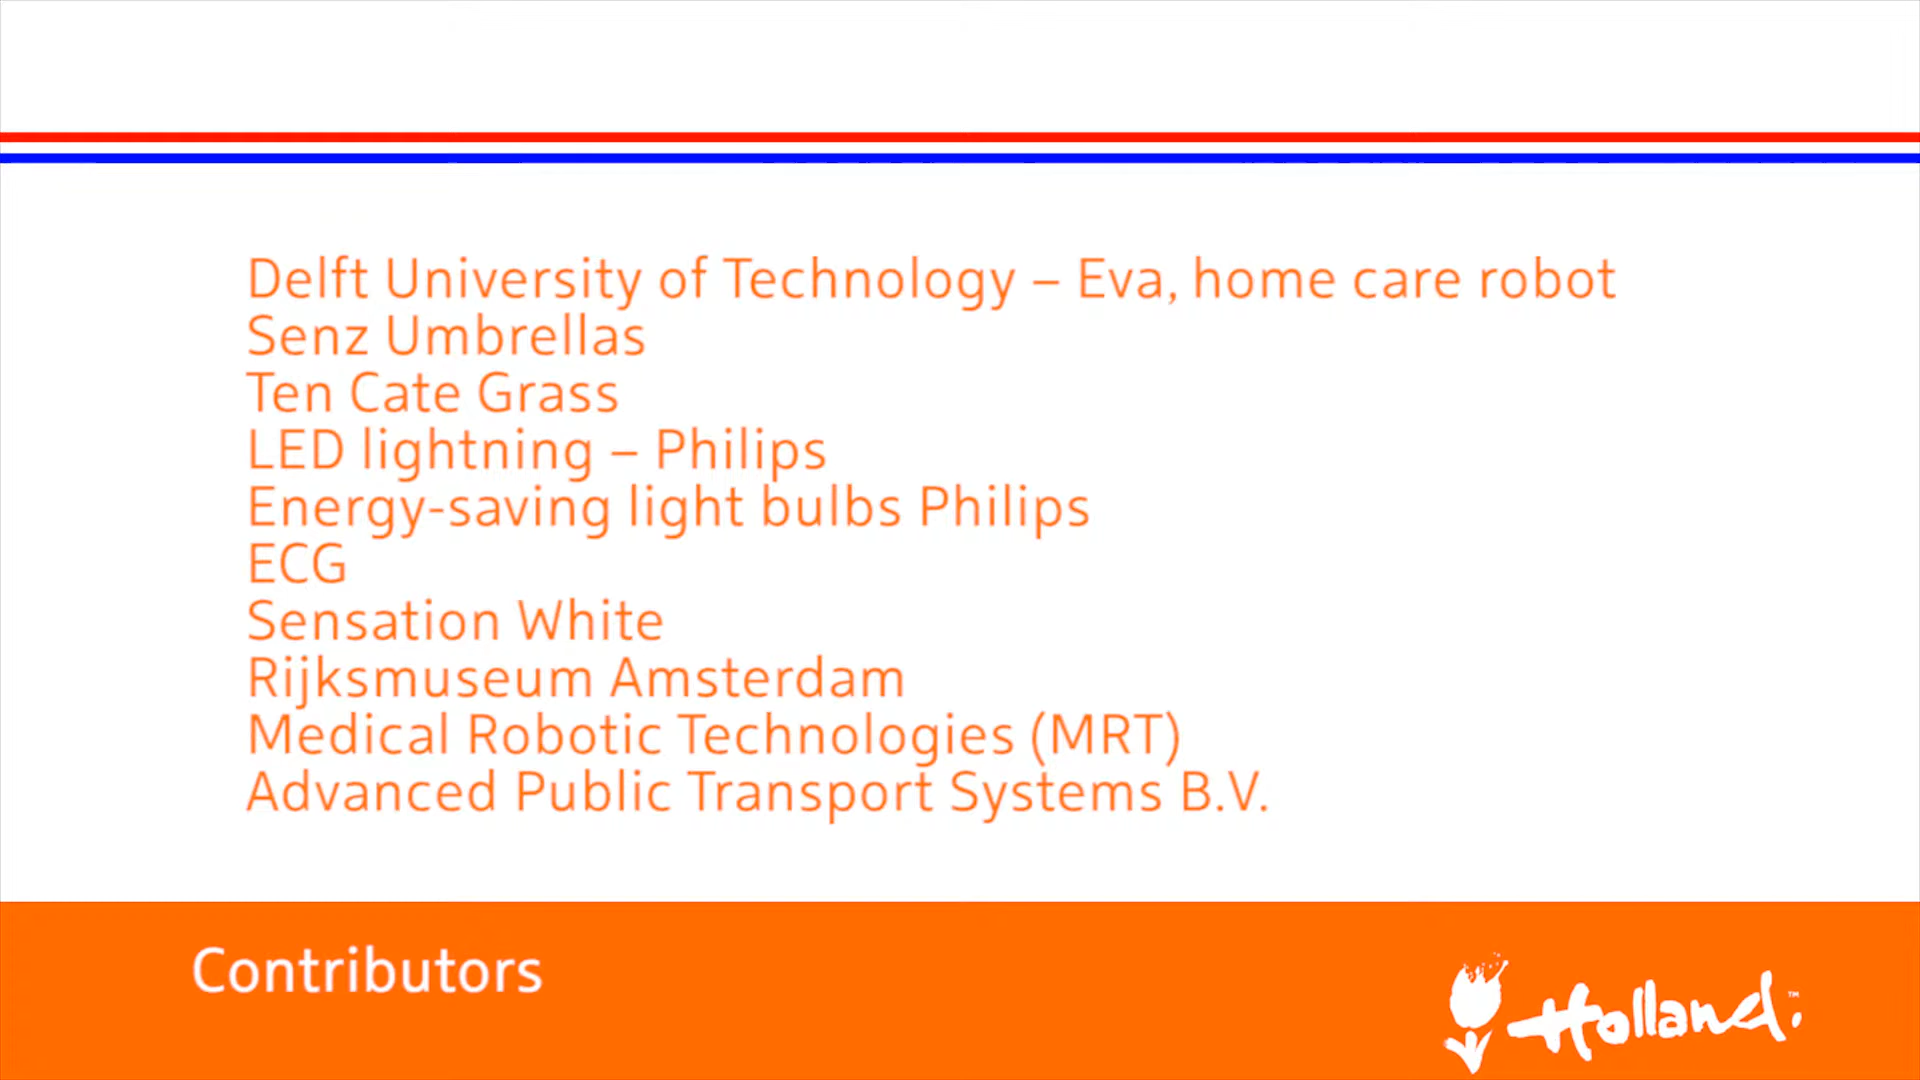 Delft University of Technology – Eva, home care robot
Senz Umbrellas
Ten Cate Grass
LED lightning – Philips
Energy-saving light bulbs Philips
ECG
Sensation White
Rijksmuseum Amsterdam
Medical Robotic Technologies (MRT)
Advanced Public Transport Systems B.V.
Contributors
Holland.™